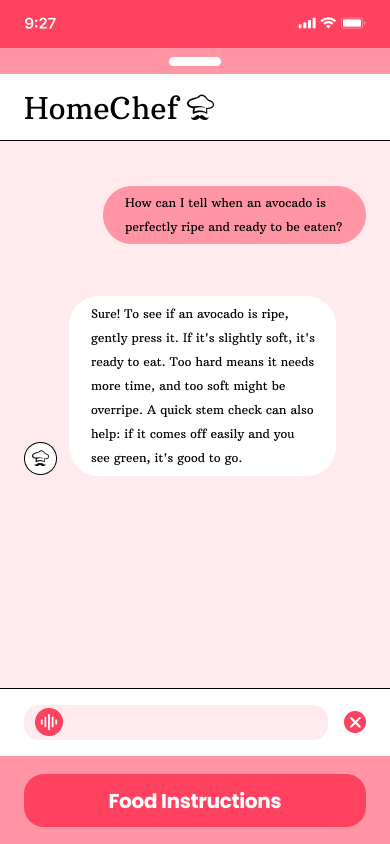 9:27
HomeChef
How can I tell when an avocado is
perfectly ripe and ready to be eaten?
Sure! To see if an avocado is ripe,
gently press it. If it's slightly soft, it's
ready to eat. Too hard means it needs
more time, and too soft might be
overripe. A quick stem check can also
help: if it comes off easily and you
see green, it's good to go.
Food Instructions